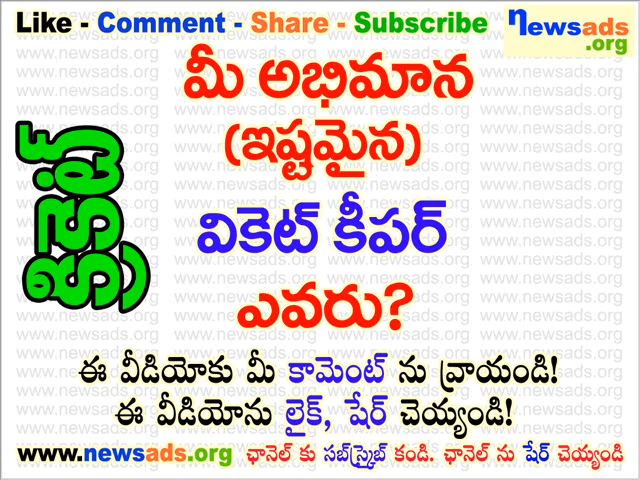 Like - Comment - Share - Subscribe
newsads
.org
మీ అభిమాన
(ఇష్టమైన)
వికెట్ కీపర్
ఎవరు?
క్రికెట్
ఈ వీడియోకు మీ కామెంట్ ను వ్రాయండి!
ఈ వీడియోను లైక్, షేర్ చెయ్యండి!
www.newsads.org ఛానెల్ కు సబ్‌స్క్రైబ్ కండి. ఛానెల్ ను షేర్ చెయ్యండి